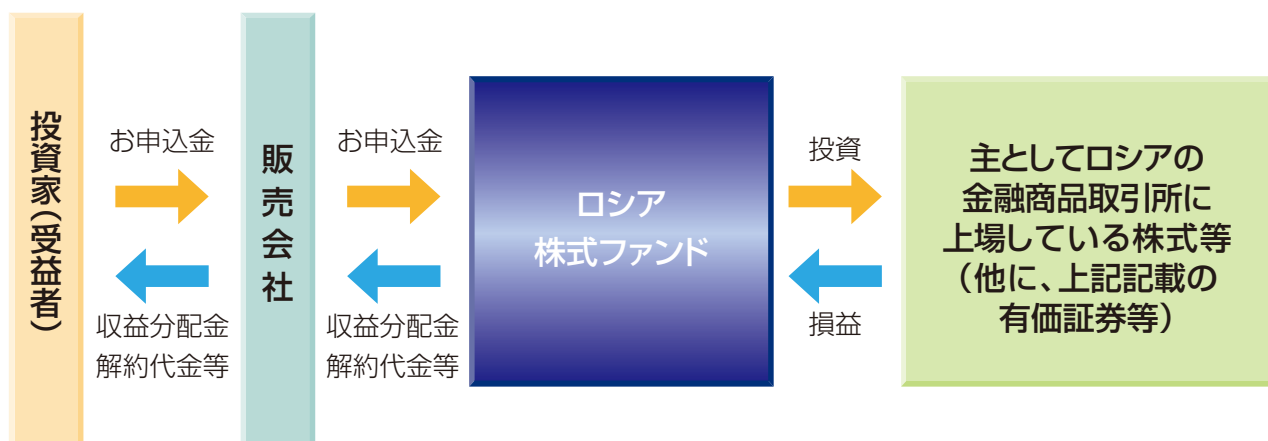 投資家(受益者)
お申込金
収益分配金
解約代金等
販売会社
お申込金
収益分配金
解約代金等
ロシア
株式ファンド
投資
損益
主としてロシアの
金融商品取引所に
上場している株式等
(他に、上記記載の
有価証券等)